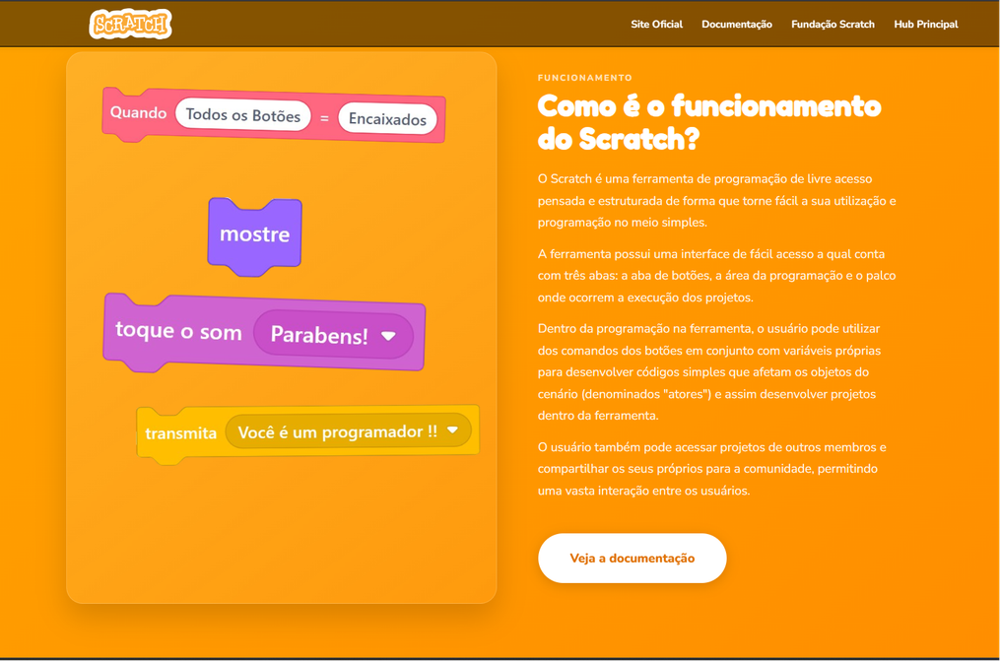 SCRATCH
Site Oficial Documentação Fundação Scratch Hub Principal
Quando Todos os Botões = Encaixados
mostre
toque o som Parabens!
transmita Você é um programador !!
FUNCIONAMENTO
Como é o funcionamento
do Scratch?
O Scratch é uma ferramenta de programação de livre acesso
pensada e estruturada de forma que torne fácil a sua utilização e
programação no meio simples.
A ferramenta possui uma interface de fácil acesso a qual conta
com três abas: a aba de botões, a área da programação e o palco
onde ocorrem a execução dos projetos.
Dentro da programação na ferramenta, o usuário pode utilizar
dos comandos dos botões em conjunto com variáveis próprias
para desenvolver códigos simples que afetam os objetos do
cenário (denominados "atores") e assim desenvolver projetos
dentro da ferramenta.
O usuário também pode acessar projetos de outros membros e
compartilhar os seus próprios para a comunidade, permitindo
uma vasta interação entre os usuários.
Veja a documentação